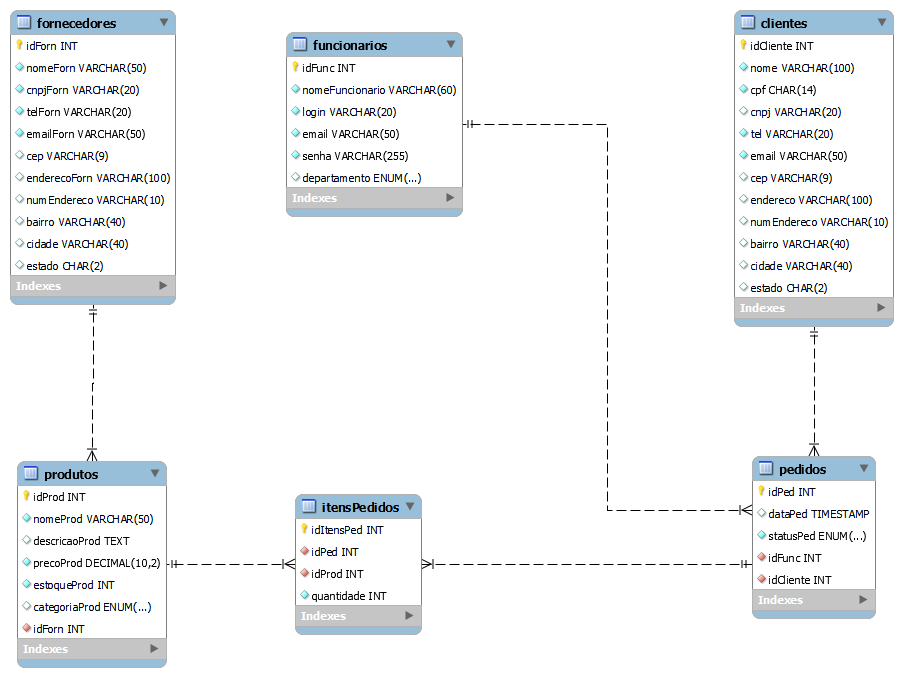 fornecedores
idForn INT
nomeForn VARCHAR(50)
cnpjForn VARCHAR(20)
telForn VARCHAR(20)
emailForn VARCHAR(50)
cep VARCHAR(9)
enderecoForn VARCHAR(100)
numEndereco VARCHAR(10)
bairro VARCHAR(40)
cidade VARCHAR(40)
estado CHAR(2)
Indexes
funcionarios
idFunc INT
nomeFuncionario VARCHAR(60)
login VARCHAR(20)
email VARCHAR(50)
senha VARCHAR(255)
departamento ENUM(...)
Indexes
clientes
idCliente INT
nome VARCHAR(100)
cpf CHAR(14)
cnpj VARCHAR(20)
tel VARCHAR(20)
email VARCHAR(50)
cep VARCHAR(9)
endereco VARCHAR(100)
numEndereco VARCHAR(10)
bairro VARCHAR(40)
cidade VARCHAR(40)
estado CHAR(2)
Indexes
produtos
idProd INT
nomeProd VARCHAR(50)
descricaoProd TEXT
precoProd DECIMAL(10,2)
estoqueProd INT
categoriaProd ENUM(...)
idForn INT
Indexes
itensPedidos
idItensPed INT
idPed INT
idProd INT
quantidade INT
Indexes
pedidos
idPed INT
dataPed TIMESTAMP
statusPed ENUM(...)
idFunc INT
idCliente INT
Indexes